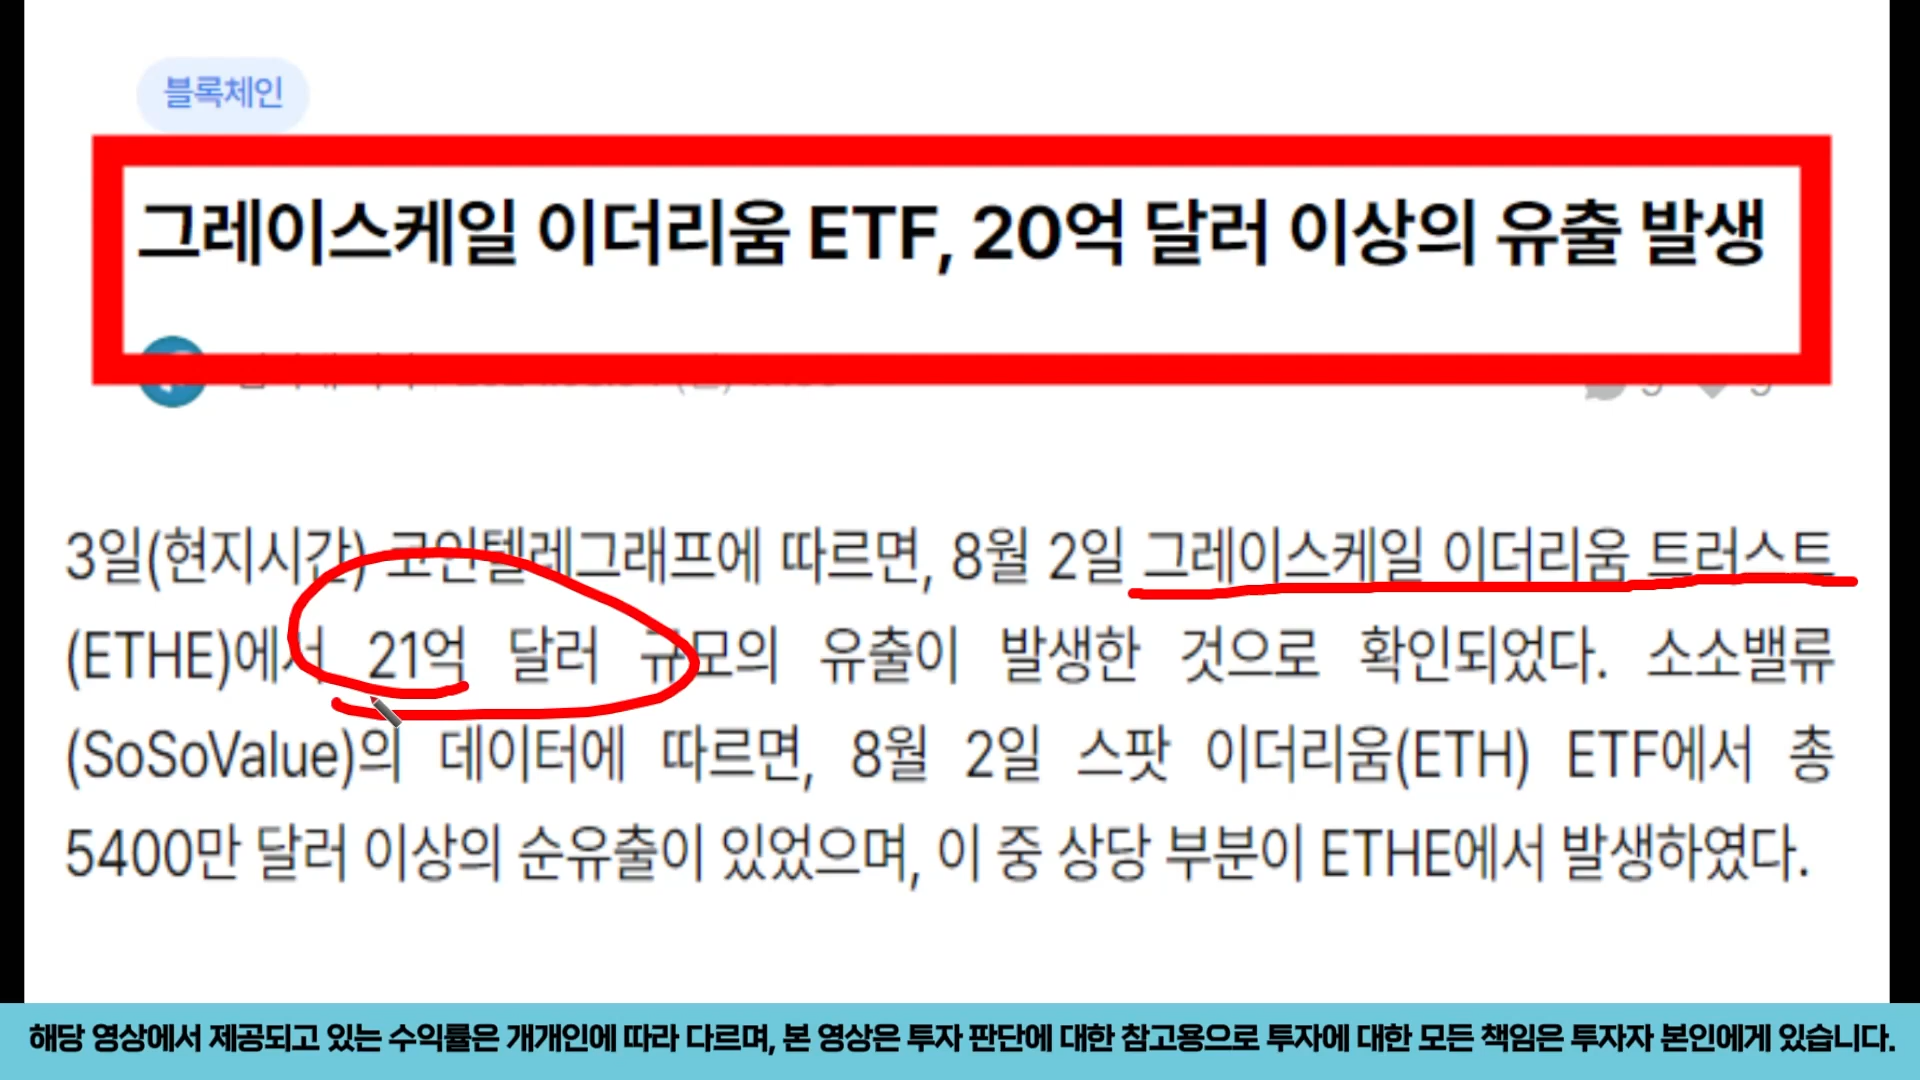 블록체인
그레이스케일 이더리움 ETF, 20억 달러 이상의 유출 발생
3일(현지시간) 코인텔레그래프에 따르면, 8월 2일 그레이스케일 이더리움 트러스트
(ETHE)에서 21억 달러 규모의 유출이 발생한 것으로 확인되었다. 소소밸류
(SoSoValue)의 데이터에 따르면, 8월 2일 스팟 이더리움(ETH) ETF에서 총
5400만 달러 이상의 순유출이 있었으며, 이 중 상당 부분이 ETHE에서 발생하였다.
해당 영상에서 제공되고 있는 수익률은 개개인에 따라 다르며, 본 영상은 투자 판단에 대한 참고용으로 투자에 대한 모든 책임은 투자자 본인에게 있습니다.